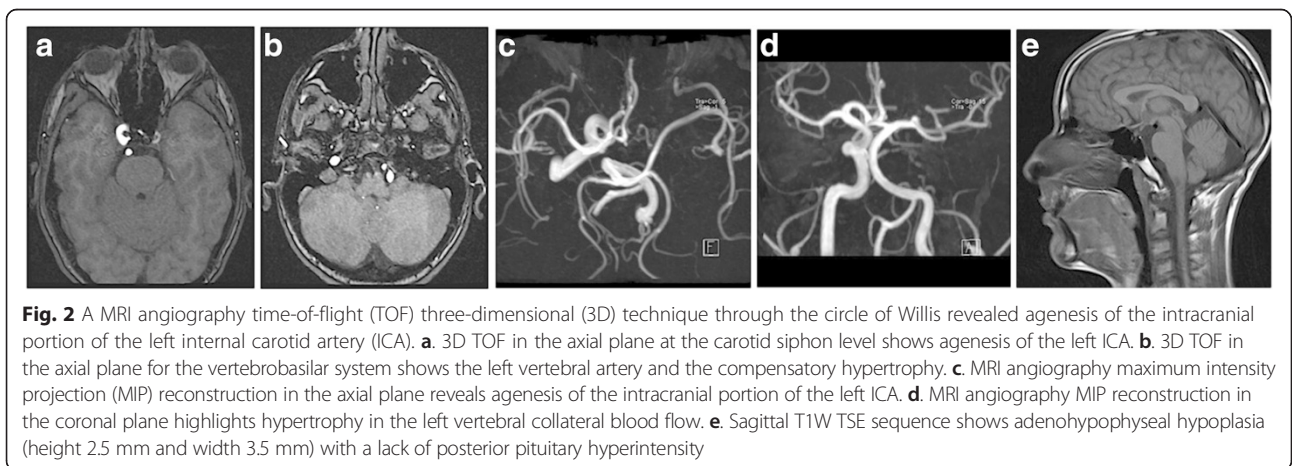 a
b
c
d
e
F
A
Fig. 2 A MRI angiography time-of-flight (TOF) three-dimensional (3D) technique through the circle of Willis revealed agenesis of the intracranial
portion of the left internal carotid artery (ICA). a. 3D TOF in the axial plane at the carotid siphon level shows agenesis of the left ICA. b. 3D TOF in
the axial plane for the vertebrobasilar system shows the left vertebral artery and the compensatory hypertrophy. c. MRI angiography maximum intensity
projection (MIP) reconstruction in the axial plane reveals agenesis of the intracranial portion of the left ICA. d. MRI angiography MIP reconstruction in
the coronal plane highlights hypertrophy in the left vertebral collateral blood flow. e. Sagittal T1W TSE sequence shows adenohypophyseal hypoplasia
(height 2.5 mm and width 3.5 mm) with a lack of posterior pituitary hyperintensity